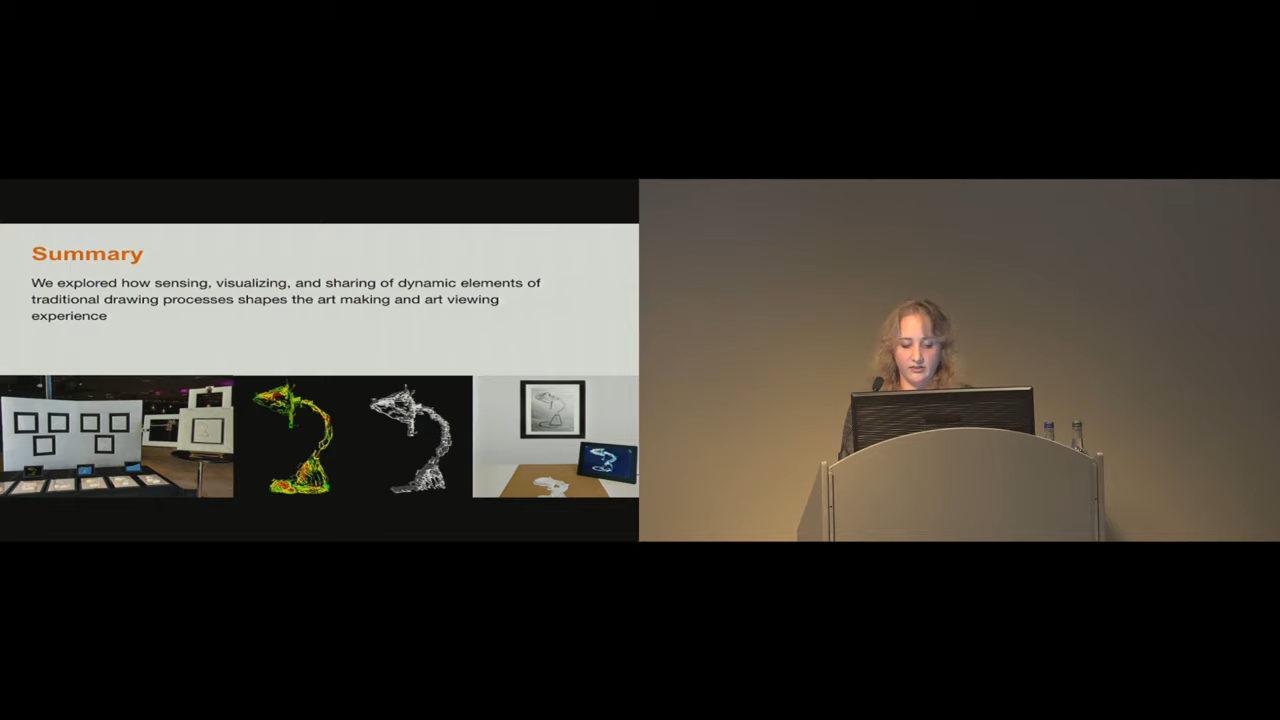 Summary
We explored how sensing, visualizing, and sharing of dynamic elements of
traditional drawing processes shapes the art making and art viewing
experience